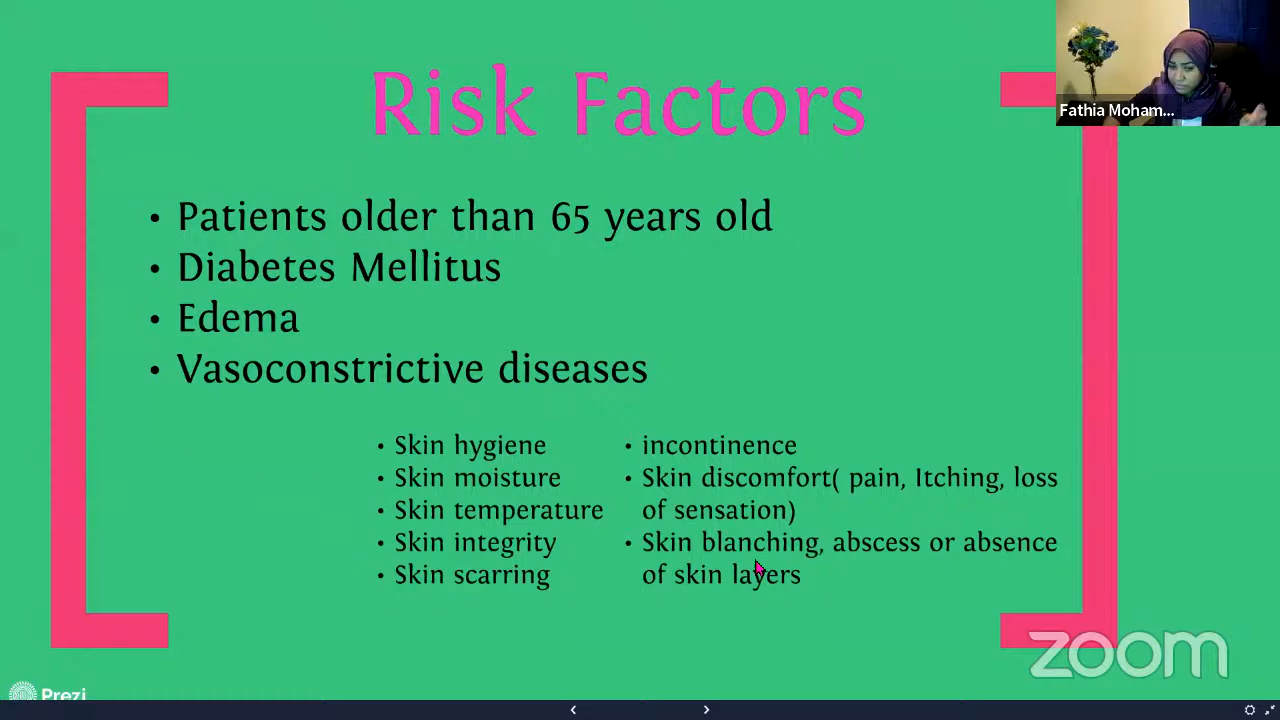 Risk Factors
Fathia Moham...
• Patients older than 65 years old
• Diabetes Mellitus
• Edema
• Vasoconstrictive diseases
• Skin hygiene
• Skin moisture
• Skin temperature
• Skin integrity
• Skin scarring
• incontinence
• Skin discomfort( pain, Itching, loss
of sensation)
• Skin blanching, abscess or absence
of skin layers
zoom
Prezi